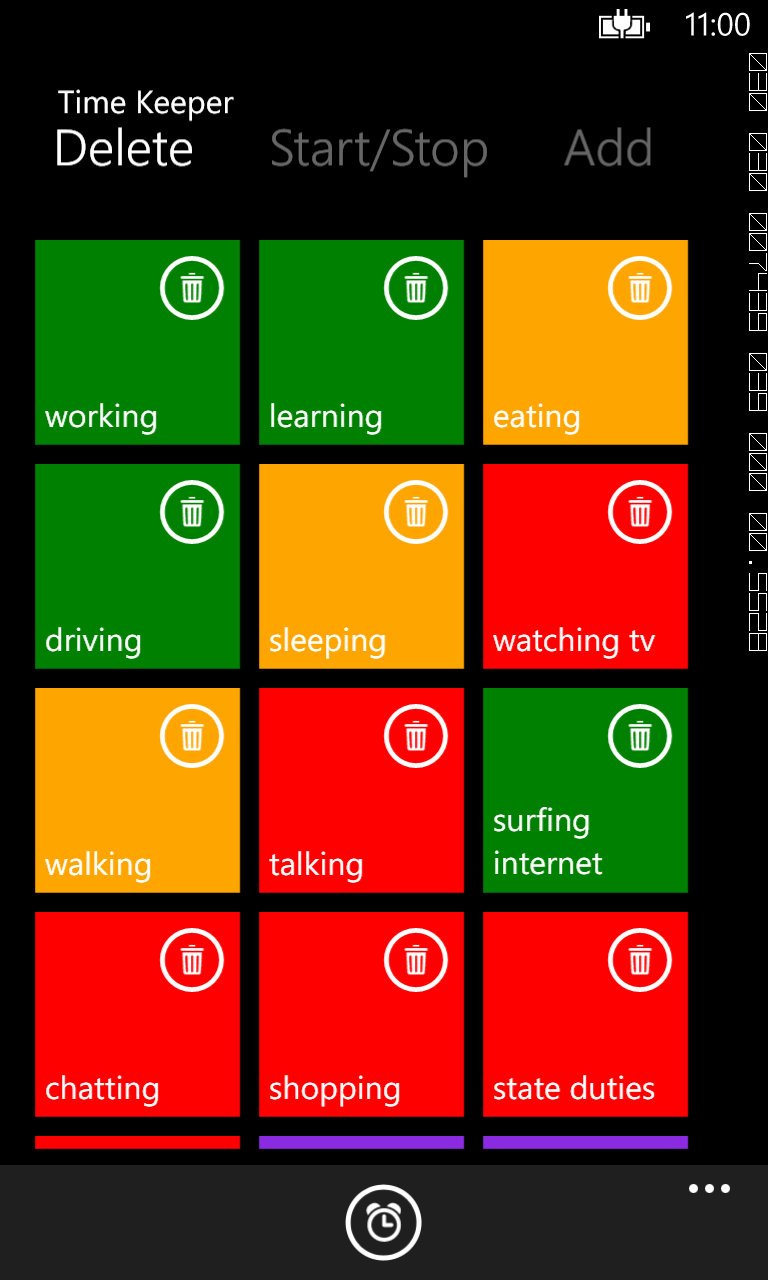 11:00
Time Keeper
Delete Start/Stop Add
working learning eating
driving sleeping watching tv
walking talking surfing
internet
chatting shopping state duties